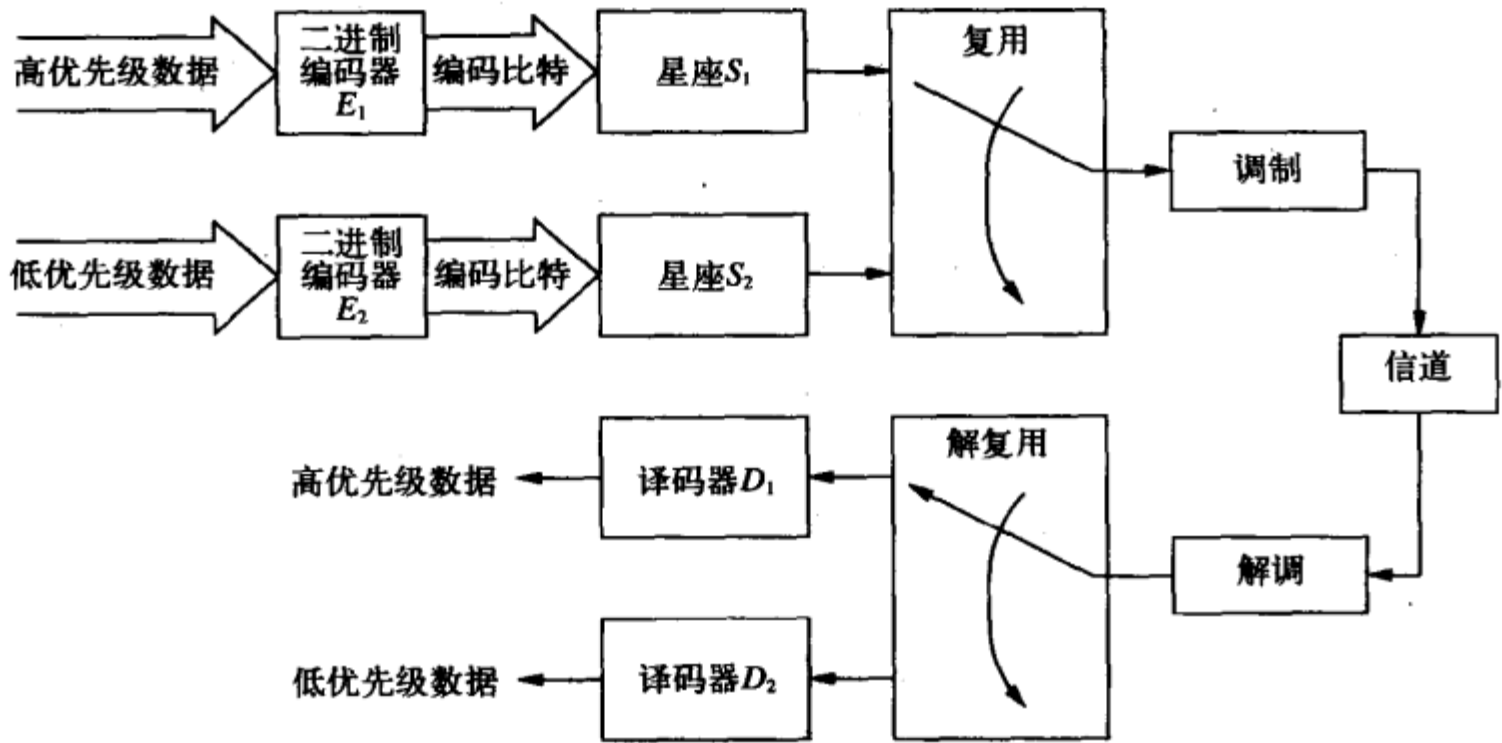 高优先级数据
二进制
编码器
E₁
编码比特
星座S₁
复用
调制
低优先级数据
二进制
编码器
E₂
编码比特
星座S₂
信道
高优先级数据
译码器D₁
解复用
解调
低优先级数据
译码器D₂